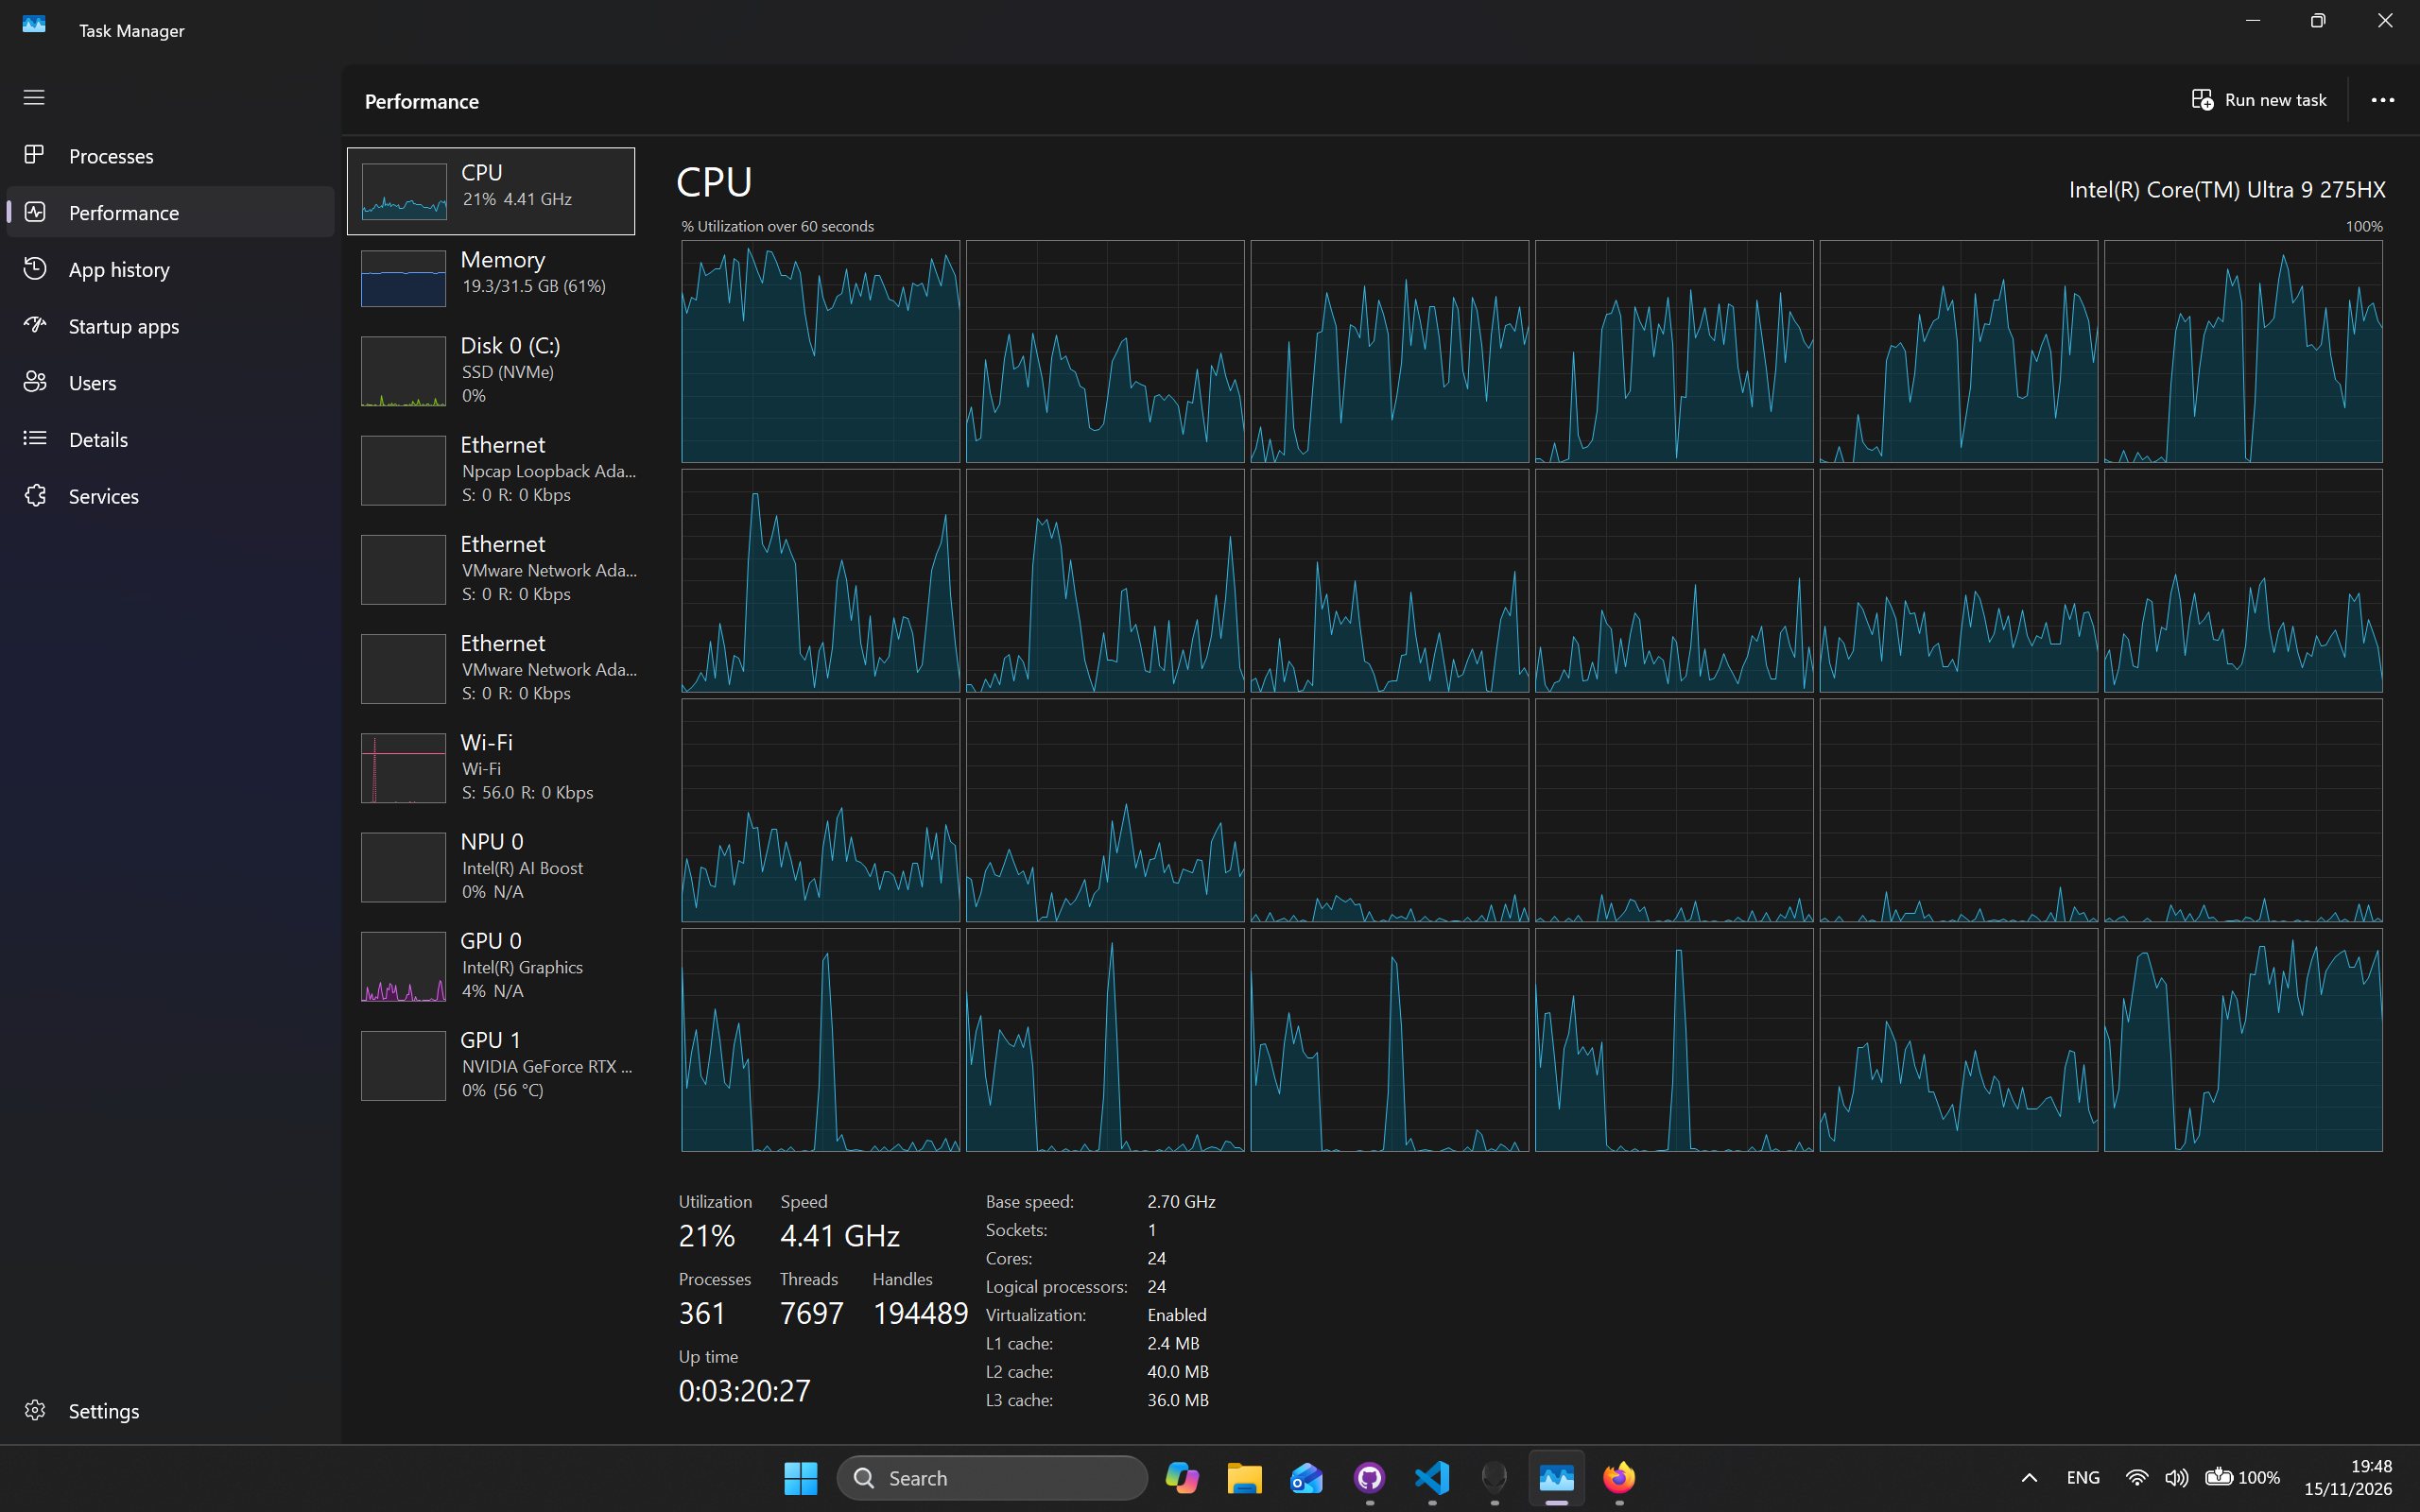 Task Manager
Performance
Run new task
Processes
Performance
App history
Startup apps
Users
Details
Services
Settings
CPU
21% 4.41 GHz
Memory
19.3/31.5 GB (61%)
Disk 0 (C:)
SSD (NVMe)
0%
Ethernet
Npcap Loopback Ada...
S: 0 R: 0 Kbps
Ethernet
VMware Network Ada...
S: 0 R: 0 Kbps
Ethernet
VMware Network Ada...
S: 0 R: 0 Kbps
Wi-Fi
Wi-Fi
S: 56.0 R: 0 Kbps
NPU 0
Intel(R) AI Boost
0% N/A
GPU 0
Intel(R) Graphics
4% N/A
GPU 1
NVIDIA GeForce RTX ...
0% (56 °C)
CPU
Intel(R) Core(TM) Ultra 9 275HX
% Utilization over 60 seconds
100%
Utilization
21%
Speed
4.41 GHz
Processes
361
Threads
7697
Handles
194489
Up time
0:03:20:27
Base speed: 2.70 GHz
Sockets: 1
Cores: 24
Logical processors: 24
Virtualization: Enabled
L1 cache: 2.4 MB
L2 cache: 40.0 MB
L3 cache: 36.0 MB
Search
ENG
100%
19:48
15/11/2026